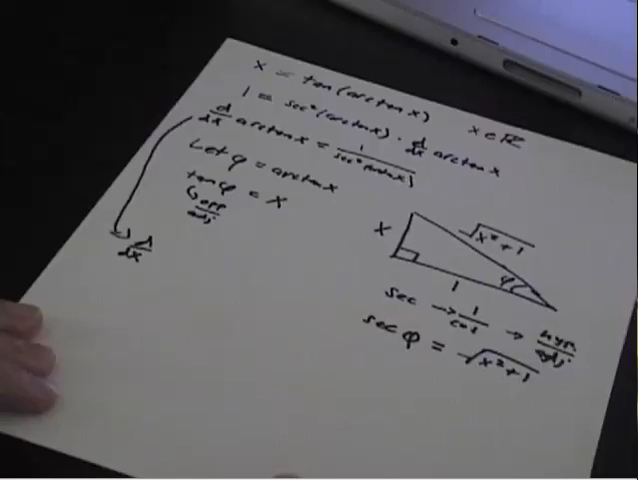 x = tan(arctan x)
x ∈ ℝ
1 = sec²(arctan x) · d/dx arctan x
d/dx arctan x = 1/sec²(arctan x)
Let φ = arctan x
tan φ = x
↳ opp/adj
→ d/dx
x
√x²+1
φ
1
sec → 1/cos → hyp/adj
sec φ = √x²+1